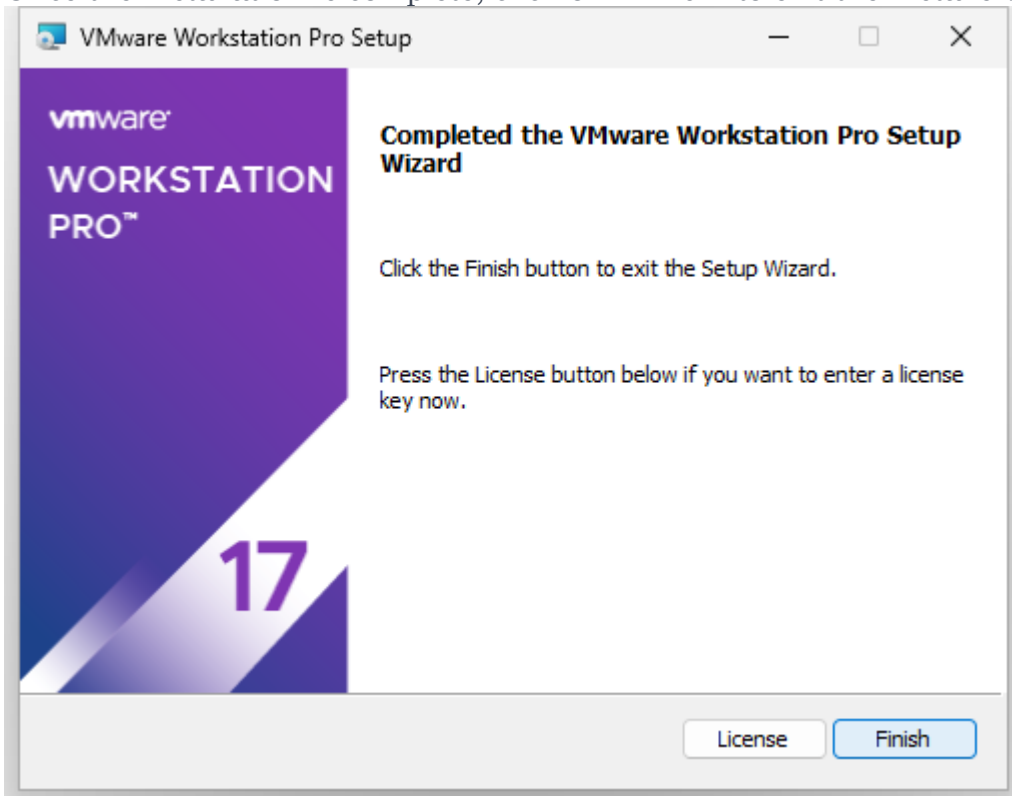 VMware Workstation Pro Setup
vmware
WORKSTATION
PRO™
Completed the VMware Workstation Pro Setup
Wizard
Click the Finish button to exit the Setup Wizard.
Press the License button below if you want to enter a license
key now.
17
License Finish